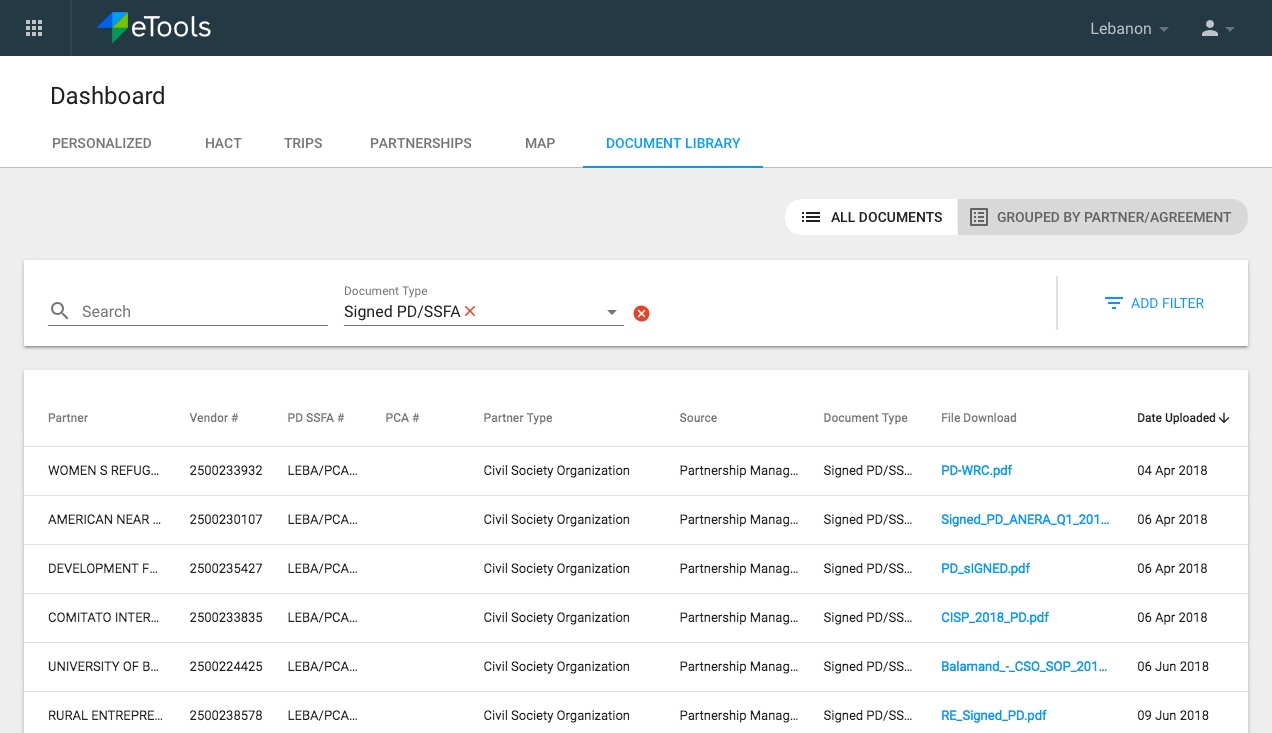 eTools
Lebanon
Dashboard
PERSONALIZED HACT TRIPS PARTNERSHIPS MAP DOCUMENT LIBRARY
ALL DOCUMENTS GROUPED BY PARTNER/AGREEMENT
Document Type
Search Signed PD/SSFA
ADD FILTER
Partner Vendor # PD SSFA # PCA # Partner Type Source Document Type File Download Date Uploaded
WOMEN S REFUG... 2500233932 LEBA/PCA... Civil Society Organization Partnership Manag... Signed PD/SS... PD-WRC.pdf 04 Apr 2018
AMERICAN NEAR ... 2500230107 LEBA/PCA... Civil Society Organization Partnership Manag... Signed PD/SS... Signed_PD_ANERA_Q1_201... 06 Apr 2018
DEVELOPMENT F... 2500235427 LEBA/PCA... Civil Society Organization Partnership Manag... Signed PD/SS... PD_sIGNED.pdf 06 Apr 2018
COMITATO INTER... 2500233835 LEBA/PCA... Civil Society Organization Partnership Manag... Signed PD/SS... CISP_2018_PD.pdf 06 Apr 2018
UNIVERSITY OF B... 2500224425 LEBA/PCA... Civil Society Organization Partnership Manag... Signed PD/SS... Balamand_-_CSO_SOP_201... 06 Jun 2018
RURAL ENTREPRE... 2500238578 LEBA/PCA... Civil Society Organization Partnership Manag... Signed PD/SS... RE_Signed_PD.pdf 09 Jun 2018